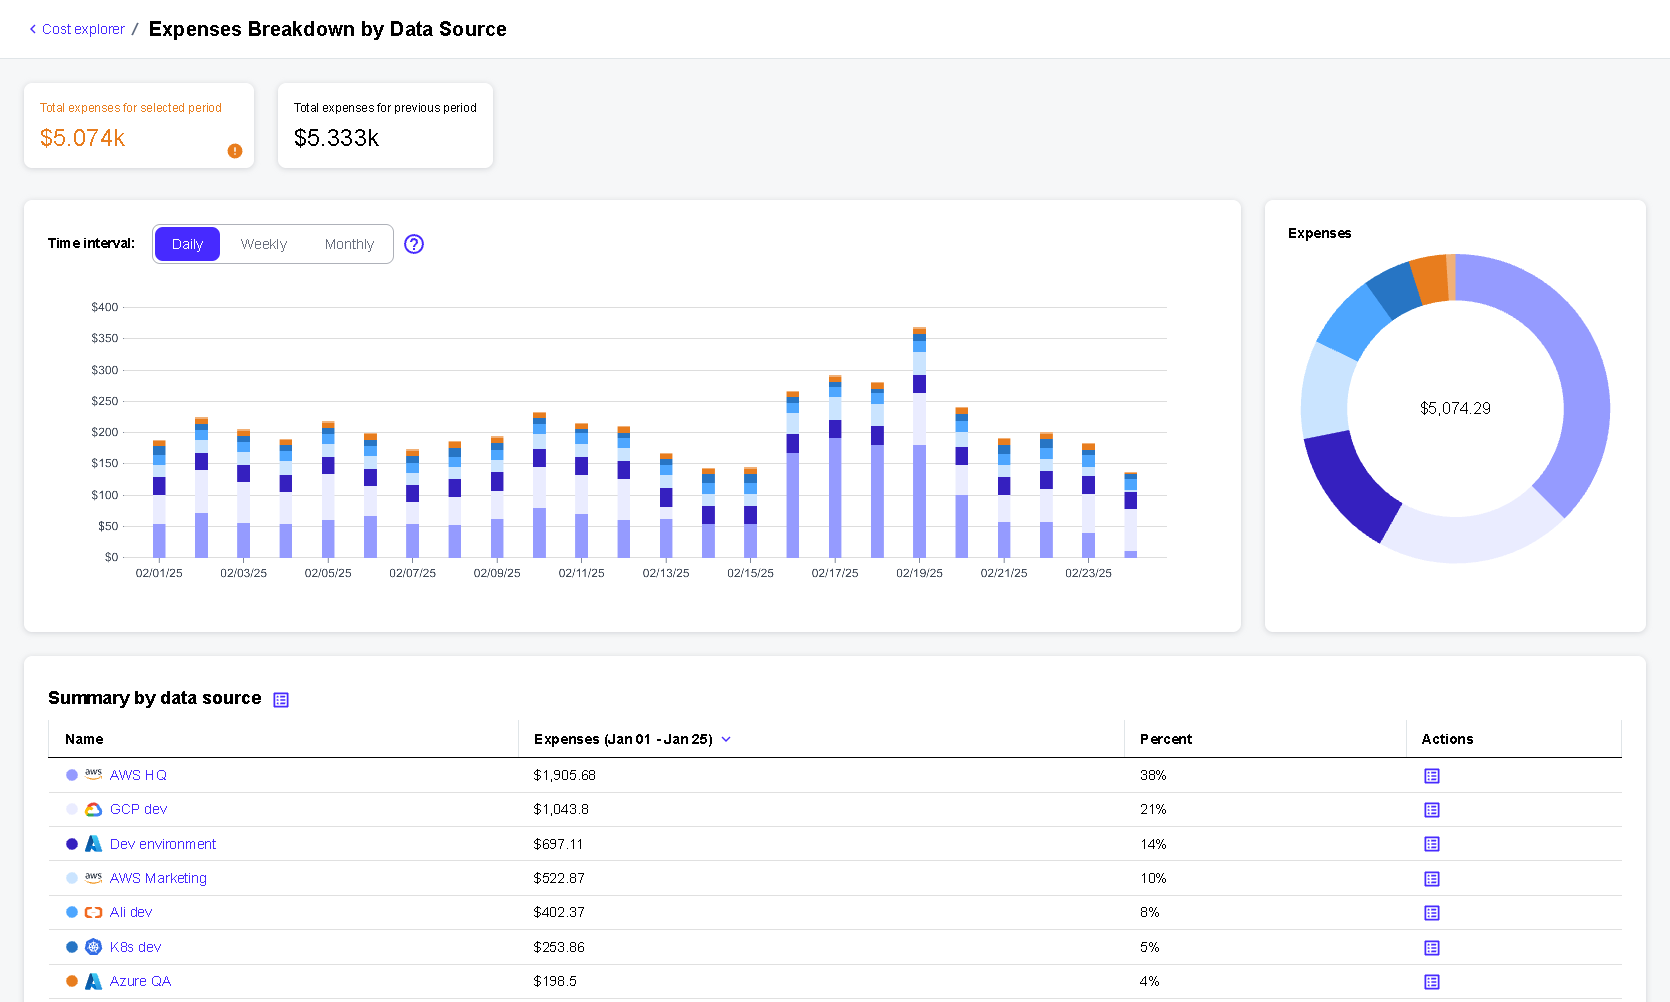 Cost explorer / Expenses Breakdown by Data Source
Total expenses for selected period
$5.074k
Total expenses for previous period
$5.333k
Time interval: Daily Weekly Monthly
Expenses
$400
$350
$300
$250
$200
$150
$100
$50
$0
02/01/25 02/03/25 02/05/25 02/07/25 02/09/25 02/11/25 02/13/25 02/15/25 02/17/25 02/19/25 02/21/25 02/23/25
$5,074.29
Summary by data source
Name Expenses (Jan 01 - Jan 25) Percent Actions
aws AWS HQ $1,905.68 38%
GCP dev $1,043.8 21%
Dev environment $697.11 14%
aws AWS Marketing $522.87 10%
Ali dev $402.37 8%
K8s dev $253.86 5%
Azure QA $198.5 4%